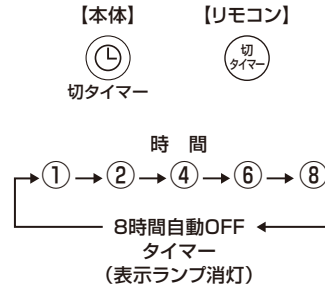 【本体】 【リモコン】
切
タイマー
切タイマー
時 間
① → ② → ④ → ⑥ → ⑧
8時間自動OFF
タイマー
（表示ランプ消灯）